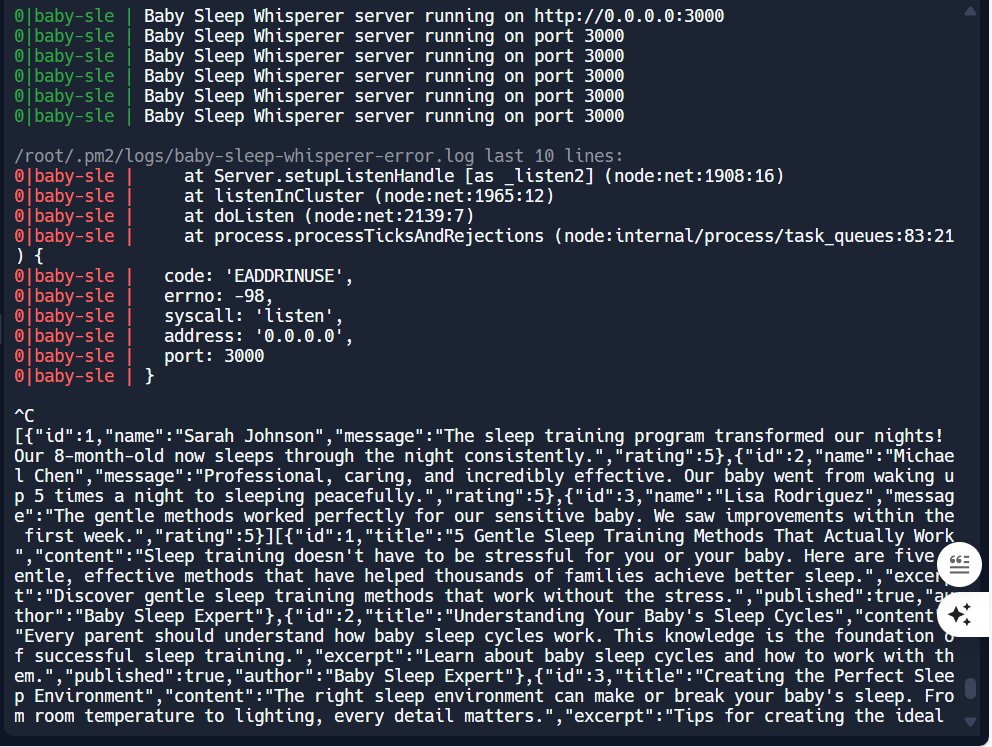 0|baby-sle | Baby Sleep Whisperer server running on http://0.0.0.0:3000
0|baby-sle | Baby Sleep Whisperer server running on port 3000
0|baby-sle | Baby Sleep Whisperer server running on port 3000
0|baby-sle | Baby Sleep Whisperer server running on port 3000
0|baby-sle | Baby Sleep Whisperer server running on port 3000
0|baby-sle | Baby Sleep Whisperer server running on port 3000
/root/.pm2/logs/baby-sleep-whisperer-error.log last 10 lines:
0|baby-sle |     at Server.setupListenHandle [as _listen2] (node:net:1908:16)
0|baby-sle |     at listenInCluster (node:net:1965:12)
0|baby-sle |     at doListen (node:net:2139:7)
0|baby-sle |     at process.processTicksAndRejections (node:internal/process/task_queues:83:21
) {
0|baby-sle |   code: 'EADDRINUSE',
0|baby-sle |   errno: -98,
0|baby-sle |   syscall: 'listen',
0|baby-sle |   address: '0.0.0.0',
0|baby-sle |   port: 3000
0|baby-sle | }
^C
[{"id":1,"name":"Sarah Johnson","message":"The sleep training program transformed our nights!
Our 8-month-old now sleeps through the night consistently.","rating":5},{"id":2,"name":"Michae
l Chen","message":"Professional, caring, and incredibly effective. Our baby went from waking u
p 5 times a night to sleeping peacefully.","rating":5},{"id":3,"name":"Lisa Rodriguez","messag
e":"The gentle methods worked perfectly for our sensitive baby. We saw improvements within the
 first week.","rating":5}][{"id":1,"title":"5 Gentle Sleep Training Methods That Actually Work
","content":"Sleep training doesn't have to be stressful for you or your baby. Here are five
entle, effective methods that have helped thousands of families achieve better sleep.","excer
t":"Discover gentle sleep training methods that work without the stress.","published":true,"au
thor":"Baby Sleep Expert"},{"id":2,"title":"Understanding Your Baby's Sleep Cycles","content"
"Every parent should understand how baby sleep cycles work. This knowledge is the foundation o
f successful sleep training.","excerpt":"Learn about baby sleep cycles and how to work with th
em.","published":true,"author":"Baby Sleep Expert"},{"id":3,"title":"Creating the Perfect Slee
p Environment","content":"The right sleep environment can make or break your baby's sleep. Fro
m room temperature to lighting, every detail matters.","excerpt":"Tips for creating the ideal